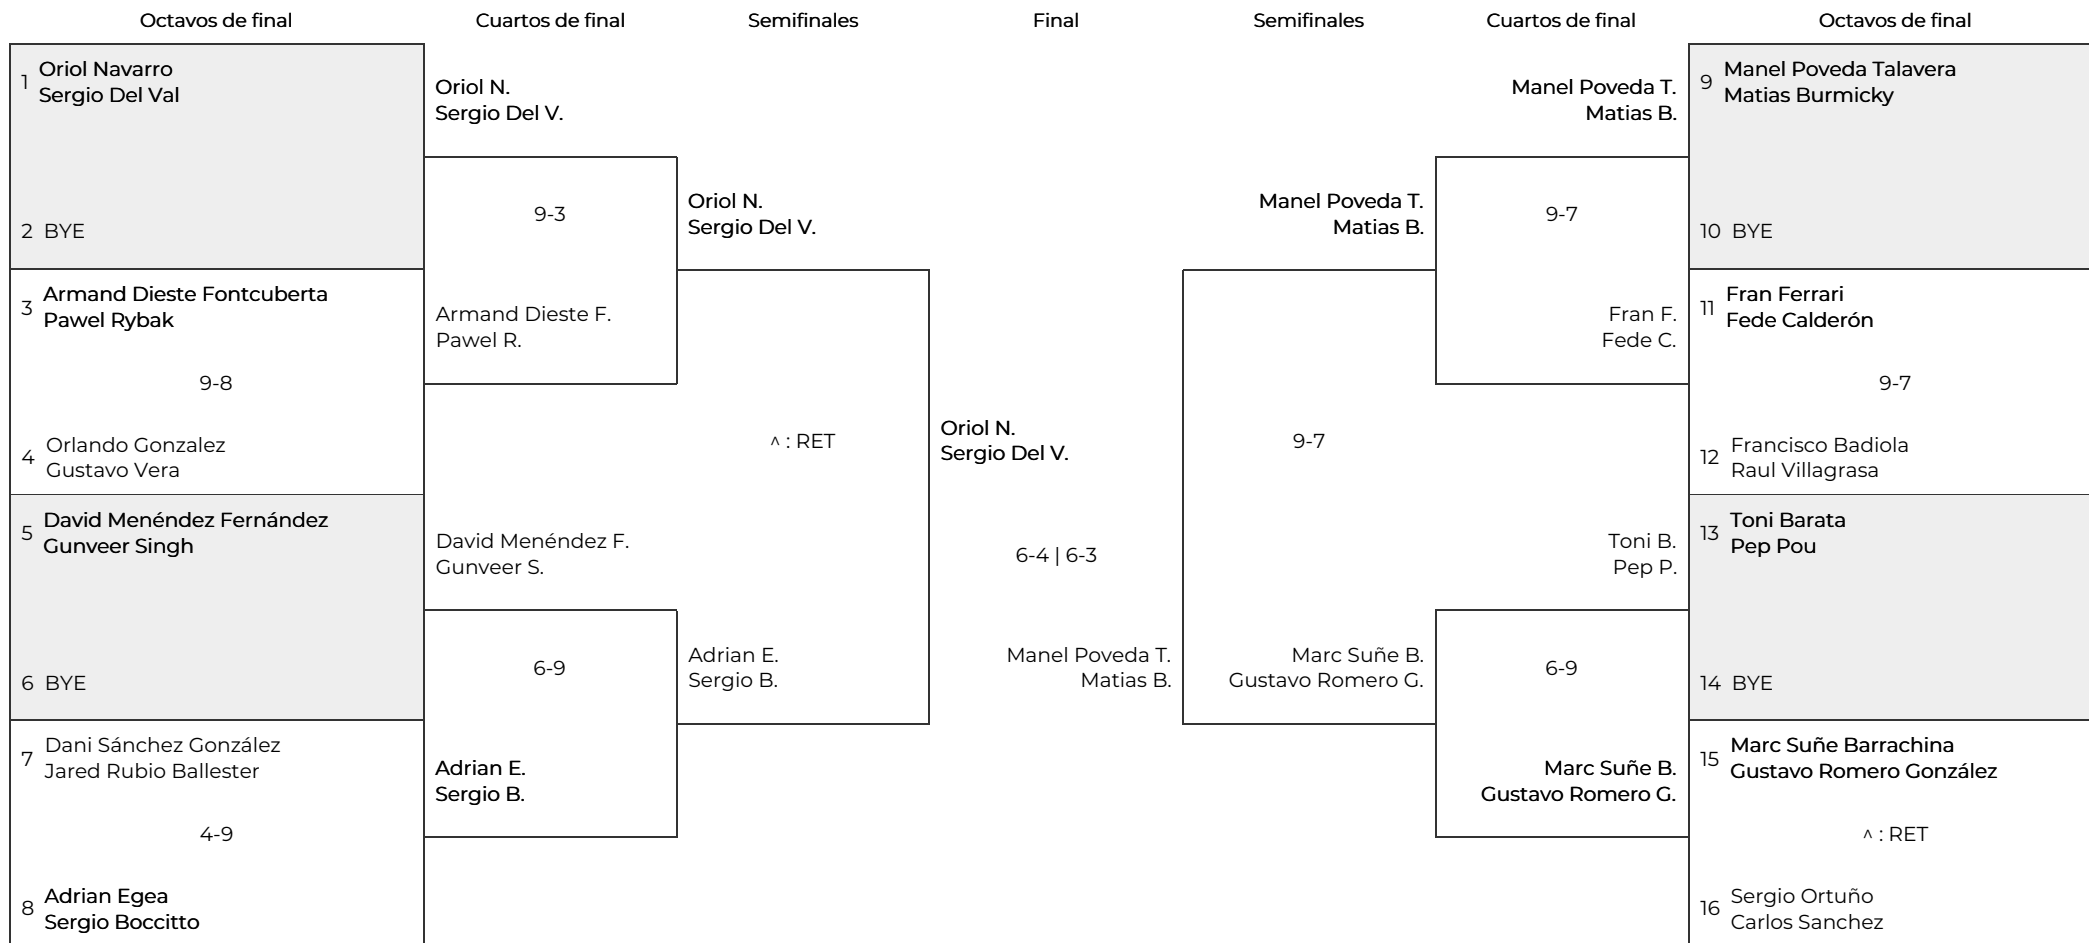 Octavos de final
Cuartos de final
Semifinales
Final
Semifinales
Cuartos de final
Octavos de final
1 Oriol Navarro
Sergio Del Val
2 BYE
3 Armand Dieste Fontcuberta
Pawel Rybak
9-8
4 Orlando Gonzalez
Gustavo Vera
5 David Menéndez Fernández
Gunveer Singh
6 BYE
7 Dani Sánchez González
Jared Rubio Ballester
4-9
8 Adrian Egea
Sergio Boccitto
Oriol N.
Sergio Del V.
9-3
Armand Dieste F.
Pawel R.
David Menéndez F.
Gunveer S.
6-9
Adrian E.
Sergio B.
Oriol N.
Sergio Del V.
^ : RET
Adrian E.
Sergio B.
Oriol N.
Sergio Del V.
6-4 | 6-3
Manel Poveda T.
Matias B.
Manel Poveda T.
Matias B.
9-7
Marc Suñe B.
Gustavo Romero G.
Manel Poveda T.
Matias B.
9-7
Fran F.
Fede C.
Toni B.
Pep P.
6-9
Marc Suñe B.
Gustavo Romero G.
9 Manel Poveda Talavera
Matias Burmicky
10 BYE
11 Fran Ferrari
Fede Calderón
9-7
12 Francisco Badiola
Raul Villagrasa
13 Toni Barata
Pep Pou
14 BYE
15 Marc Suñe Barrachina
Gustavo Romero González
^ : RET
16 Sergio Ortuño
Carlos Sanchez